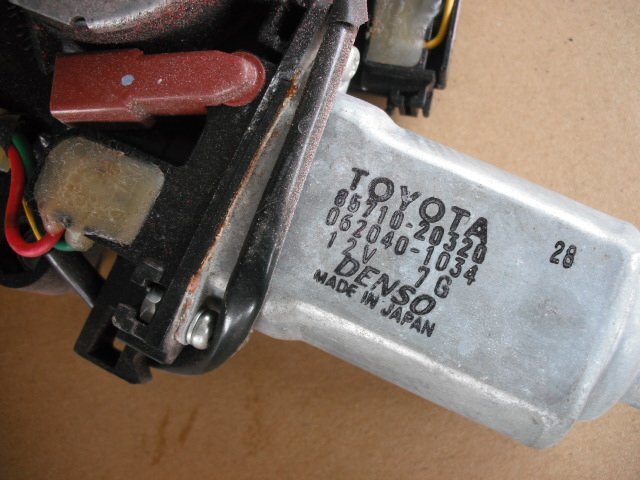 TOYOTA
85710-20320
062040-1034
12V 7G
DENSO
MADE IN JAPAN
28